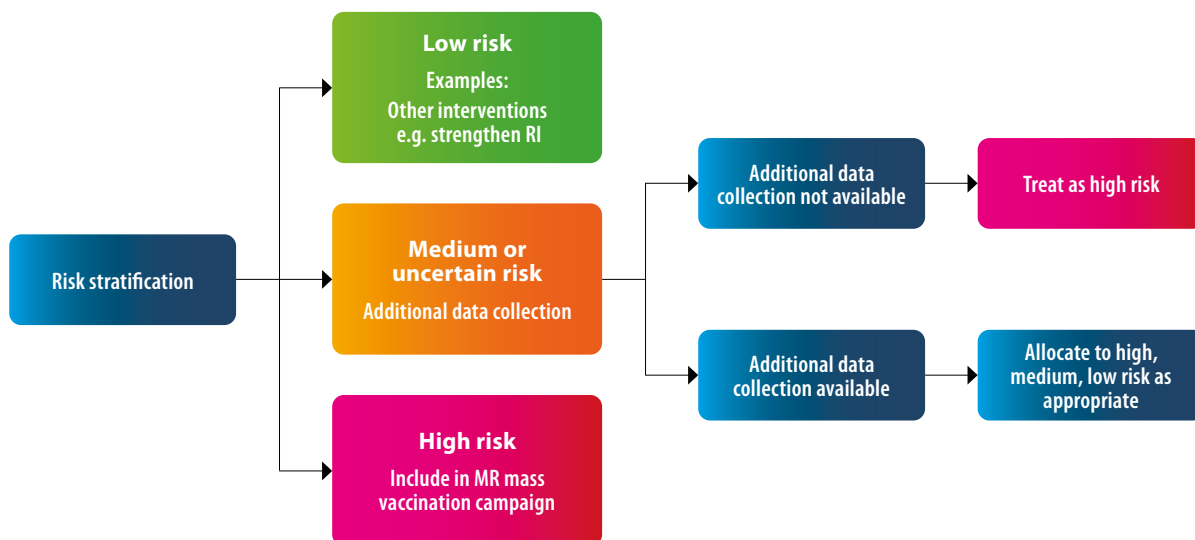 Risk stratification
Low risk
Examples:
Other interventions
e.g. strengthen RI
Medium or
uncertain risk
Additional data collection
High risk
Include in MR mass
vaccination campaign
Additional data
collection not available
Treat as high risk
Additional data
collection available
Allocate to high,
medium, low risk as
appropriate